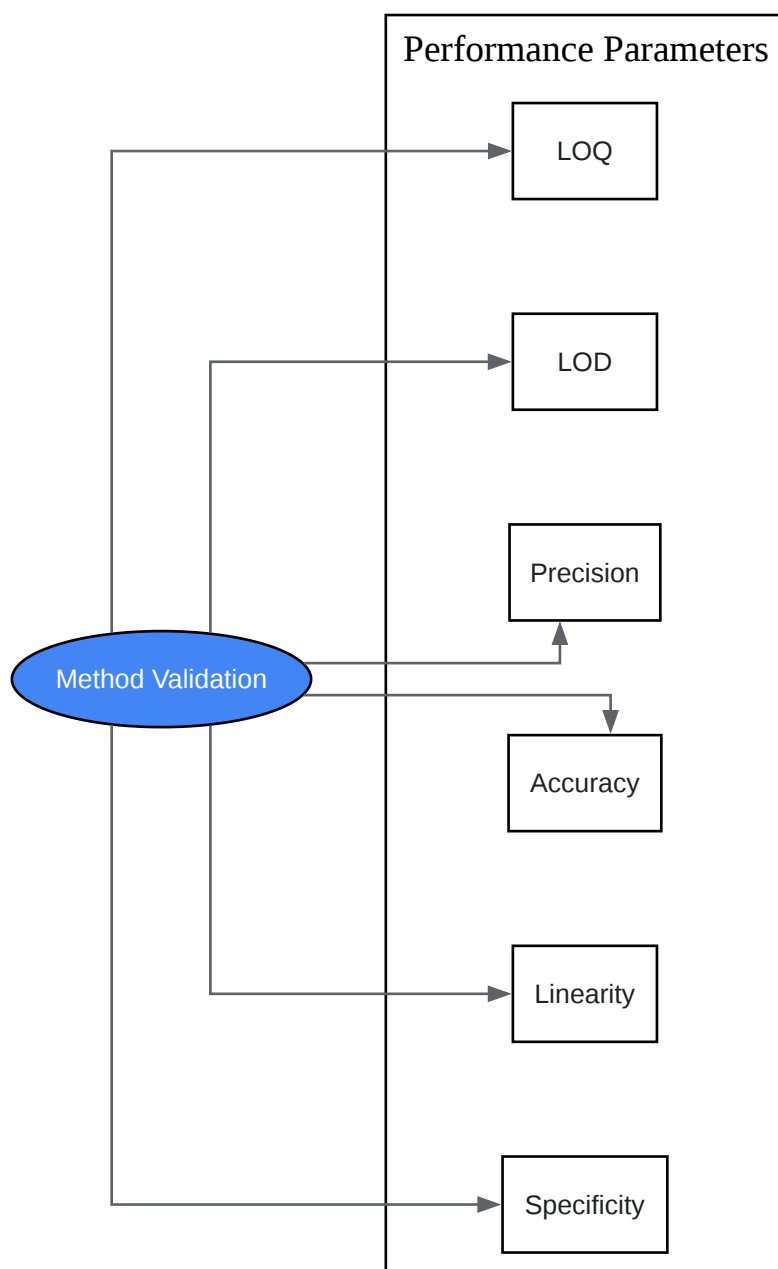 Performance Parameters
LOQ
LOD
Precision
Method Validation
Accuracy
Linearity
Specificity